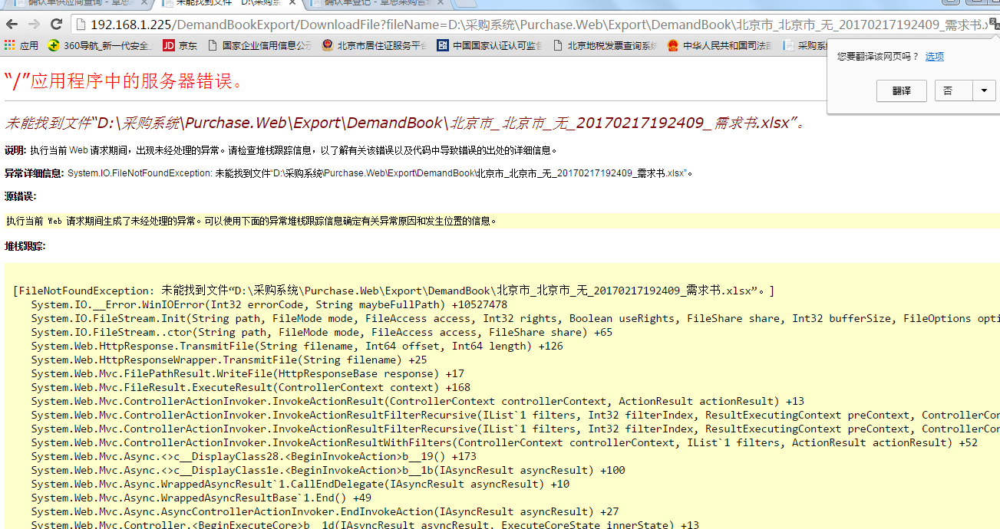 确认单供应商查询 - 卓思
未能找到文件“D:\采购系
确认单登记 - 卓思采购管
192.168.1.225/DemandBookExport/DownloadFile?fileName=D:\采购系统\Purchase.Web\Export\DemandBook\北京市_北京市_无_20170217192409_需求书.x
应用 360导航_新一代安全 JD 京东 国家企业信用信息公示 北京市居住证服务平台 中国国家认证认可监督 北京地税发票查询系统 中华人民共和国司法部 采购系
您要翻译该网页吗？ 选项
翻译 否
“/”应用程序中的服务器错误。
未能找到文件“D:\采购系统\Purchase.Web\Export\DemandBook\北京市_北京市_无_20170217192409_需求书.xlsx”。
说明: 执行当前 Web 请求期间，出现未经处理的异常。请检查堆栈跟踪信息，以了解有关该错误以及代码中导致错误的出处的详细信息。
异常详细信息: System.IO.FileNotFoundException: 未能找到文件“D:\采购系统\Purchase.Web\Export\DemandBook\北京市_北京市_无_20170217192409_需求书.xlsx”。
源错误:
执行当前 Web 请求期间生成了未经处理的异常。可以使用下面的异常堆栈跟踪信息确定有关异常原因和发生位置的信息。
堆栈跟踪:
[FileNotFoundException: 未能找到文件“D:\采购系统\Purchase.Web\Export\DemandBook\北京市_北京市_无_20170217192409_需求书.xlsx”。]
System.IO.__Error.WinIOError(Int32 errorCode, String maybeFullPath) +10527478
System.IO.FileStream.Init(String path, FileMode mode, FileAccess access, Int32 rights, Boolean useRights, FileShare share, Int32 bufferSize, FileOptions opti
System.IO.FileStream..ctor(String path, FileMode mode, FileAccess access, FileShare share) +65
System.Web.HttpResponse.TransmitFile(String filename, Int64 offset, Int64 length) +126
System.Web.HttpResponseWrapper.TransmitFile(String filename) +25
System.Web.Mvc.FilePathResult.WriteFile(HttpResponseBase response) +17
System.Web.Mvc.FileResult.ExecuteResult(ControllerContext context) +168
System.Web.Mvc.ControllerActionInvoker.InvokeActionResult(ControllerContext controllerContext, ActionResult actionResult) +13
System.Web.Mvc.ControllerActionInvoker.InvokeActionResultFilterRecursive(IList`1 filters, Int32 filterIndex, ResultExecutingContext preContext, ControllerCon
System.Web.Mvc.ControllerActionInvoker.InvokeActionResultFilterRecursive(IList`1 filters, Int32 filterIndex, ResultExecutingContext preContext, ControllerCon
System.Web.Mvc.ControllerActionInvoker.InvokeActionResultWithFilters(ControllerContext controllerContext, IList`1 filters, ActionResult actionResult) +52
System.Web.Mvc.Async.<>c__DisplayClass28.<BeginInvokeAction>b__19() +173
System.Web.Mvc.Async.<>c__DisplayClass1e.<BeginInvokeAction>b__1b(IAsyncResult asyncResult) +100
System.Web.Mvc.Async.WrappedAsyncResult`1.CallEndDelegate(IAsyncResult asyncResult) +10
System.Web.Mvc.Async.WrappedAsyncResultBase`1.End() +49
System.Web.Mvc.Async.AsyncControllerActionInvoker.EndInvokeAction(IAsyncResult asyncResult) +27
System.Web.Mvc.Controller.<BeginExecuteCore>b__1d(IAsyncResult asyncResult, ExecuteCoreState innerState) +13